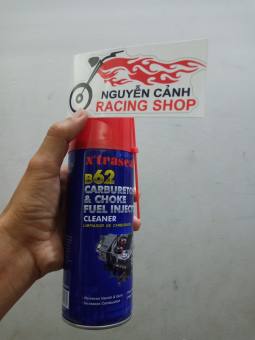 NGUYỄN CẢNH
RACING SHOP
x'traseal
B62
CARBURETOR
& CHOKE
FUEL INJECT
CLEANER